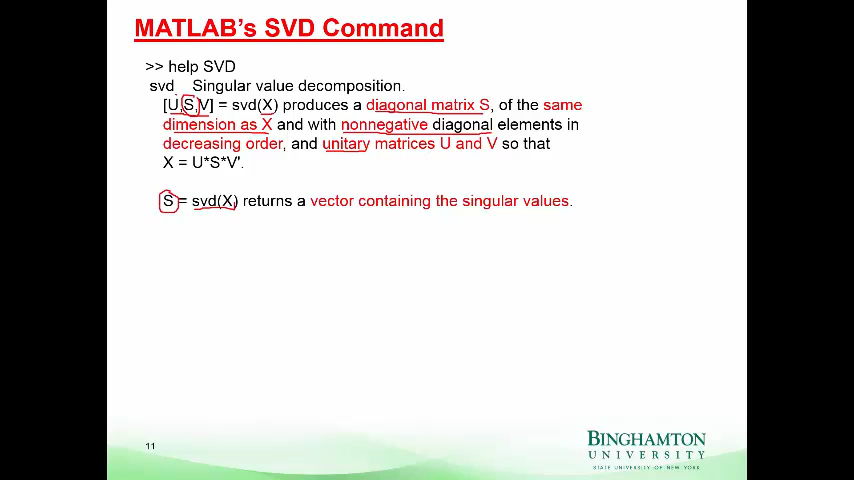 MATLAB's SVD Command
>> help SVD
svd Singular value decomposition.
[U,S,V] = svd(X) produces a diagonal matrix S, of the same
dimension as X and with nonnegative diagonal elements in
decreasing order, and unitary matrices U and V so that
X = U*S*V'.
S = svd(X) returns a vector containing the singular values.
11
BINGHAMTON
UNIVERSITY
STATE UNIVERSITY OF NEW YORK